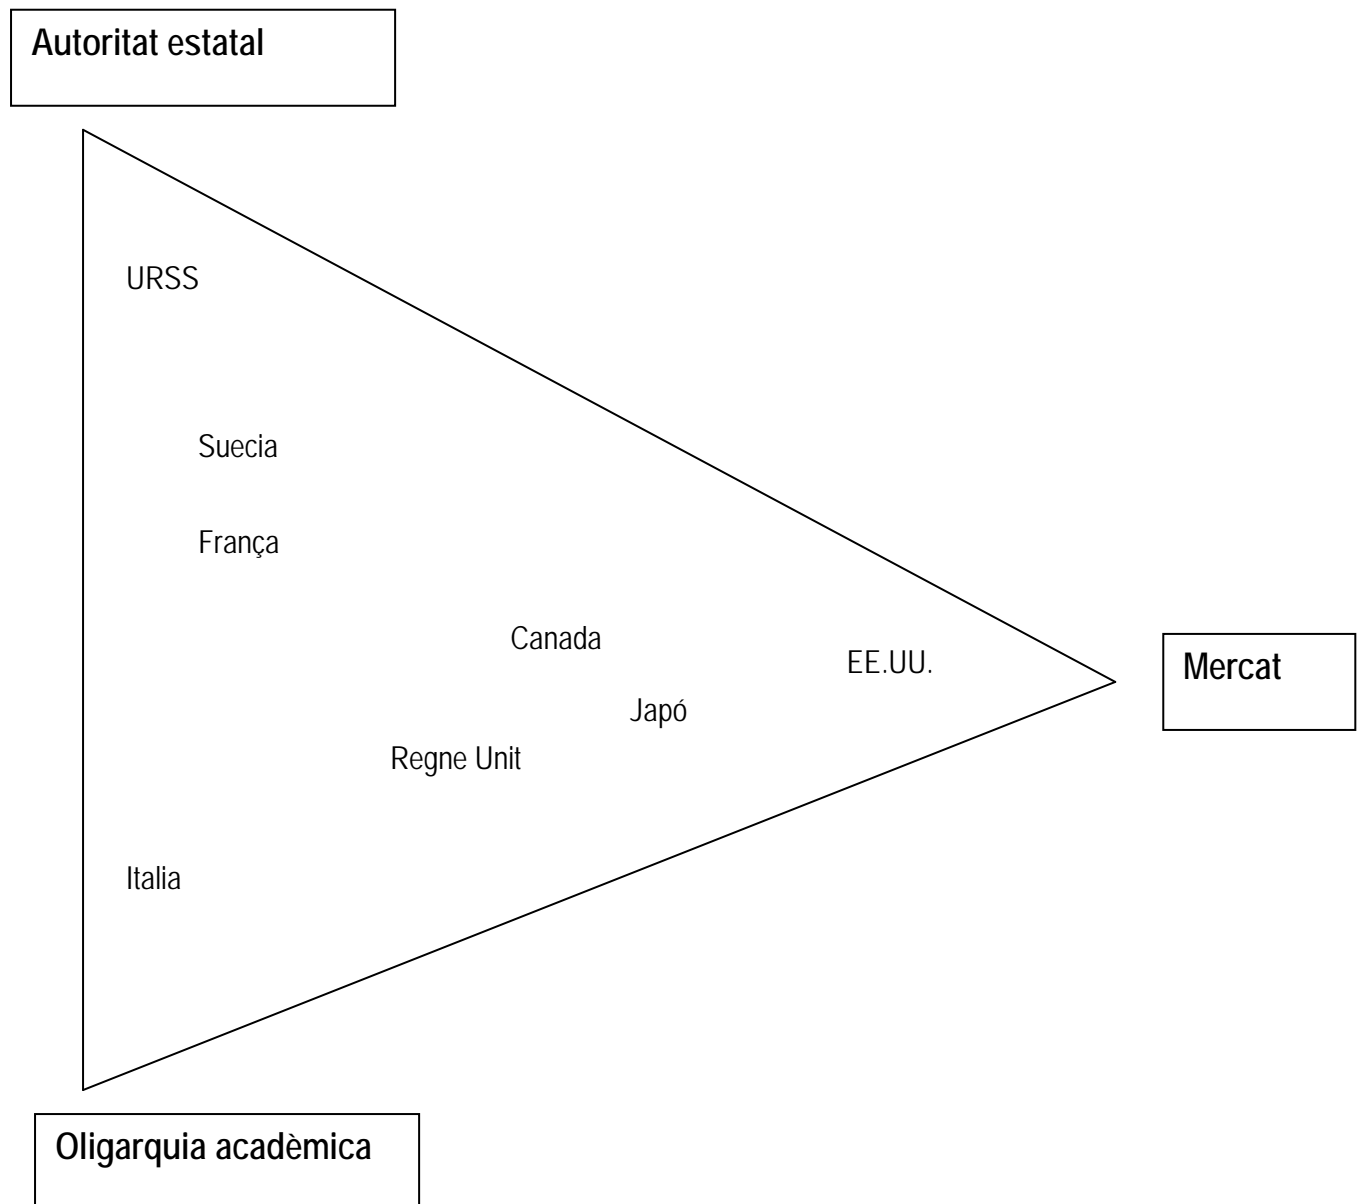 Autoritat estatal
URSS
Suecia
França
Canada
EE.UU.
Mercat
Japó
Regne Unit
Italia
Oligarquia acadèmica